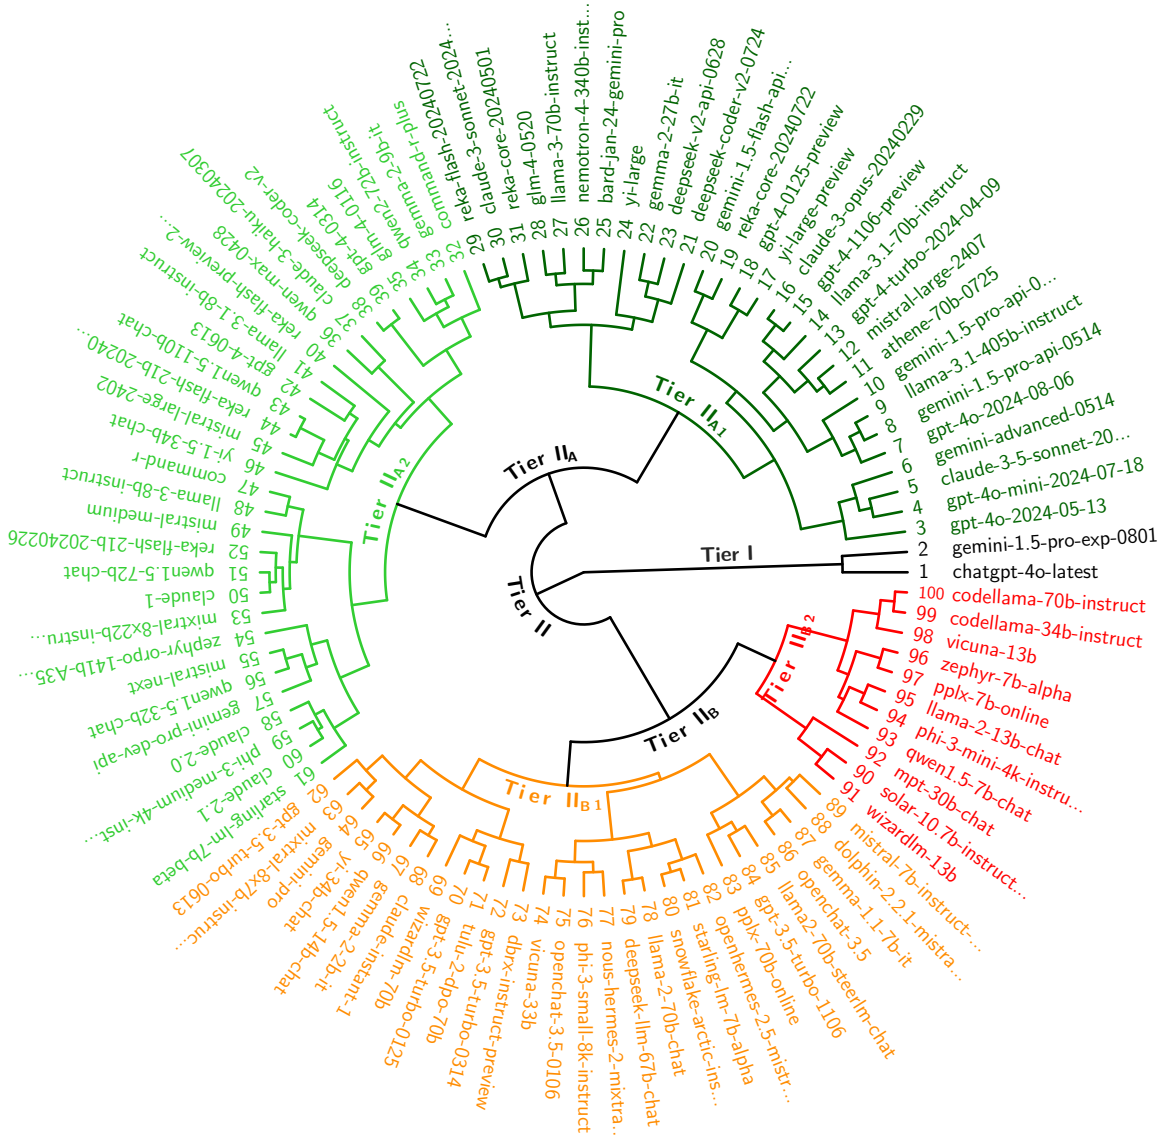 Tier I
Tier II
Tier IIA
Tier IIA1
Tier IIA2
Tier IIB
Tier IIB1
Tier IIB2
1 chatgpt-4o-latest
2 gemini-1.5-pro-exp-0801
3 gpt-4o-2024-05-13
4 gpt-4o-mini-2024-07-18
5 claude-3-5-sonnet-20...
6 gemini-advanced-0514
7 gpt-4o-2024-08-06
8 gemini-1.5-pro-api-0514
9 llama-3.1-405b-instruct
10 gemini-1.5-pro-api-0...
11 athene-70b-0725
12 mistral-large-2407
13 gpt-4-turbo-2024-04-09
14 llama-3.1-70b-instruct
15 gpt-4-1106-preview
16 claude-3-opus-20240229
17 yi-large-preview
18 gpt-4-0125-preview
19 reka-core-20240722
20 gemini-1.5-flash-api...
21 deepseek-coder-v2-0724
23 deepseek-v2-api-0628
22 gemma-2-27b-it
24 yi-large
25 bard-jan-24-gemini-pro
26 nemotron-4-340b-inst...
27 llama-3-70b-instruct
28 glm-4-0520
31 reka-core-20240501
30 claude-3-sonnet-2024...
29 reka-flash-20240722
32 command-r-plus
33 gemma-2-9b-it
34 qwen2-72b-instruct
35 glm-4-0116
39 gpt-4-0314
38 deepseek-coder-v2
37 claude-3-haiku-20240307
36 qwen-max-0428
40 reka-flash-preview-2...
41 llama-3.1-8b-instruct
42 gpt-4-0613
43 qwen1.5-110b-chat
44 reka-flash-21b-20240...
45 mistral-large-2402
46 yi-1.5-34b-chat
47 command-r
48 llama-3-8b-instruct
49 mistral-medium
52 reka-flash-21b-20240226
51 qwen1.5-72b-chat
50 claude-1
53 mixtral-8x22b-instru...
54 zephyr-orpo-141b-A35...
55 mistral-next
56 qwen1.5-32b-chat
57 gemini-pro-dev-api
58 claude-2.0
59 phi-3-medium-4k-inst...
60 claude-2.1
61 starling-lm-7b-beta
62 gpt-3.5-turbo-0613
63 mixtral-8x7b-instruc...
64 gemini-pro
65 yi-34b-chat
66 qwen1.5-14b-chat
67 gemma-2-2b-it
68 claude-instant-1
69 wizardlm-70b
70 gpt-3.5-turbo-0125
71 tulu-2-dpo-70b
72 gpt-3.5-turbo-0314
73 dbrx-instruct-preview
74 vicuna-33b
75 openchat-3.5-0106
76 phi-3-small-8k-instruct
77 nous-hermes-2-mixtra...
79 deepseek-llm-67b-chat
78 llama-2-70b-chat
80 snowflake-arctic-ins...
81 starling-lm-7b-alpha
82 openhermes-2.5-mistr...
83 pplx-70b-online
84 gpt-3.5-turbo-1106
85 llama2-70b-steerlm-chat
86 openchat-3.5
87 gemma-1.1-7b-it
88 dolphin-2.2.1-mistra...
89 mistral-7b-instruct-...
91 wizardlm-13b
90 solar-10.7b-instruct...
92 mpt-30b-chat
93 qwen1.5-7b-chat
94 phi-3-mini-4k-instru...
95 llama-2-13b-chat
97 pplx-7b-online
96 zephyr-7b-alpha
98 vicuna-13b
99 codellama-34b-instruct
100 codellama-70b-instruct